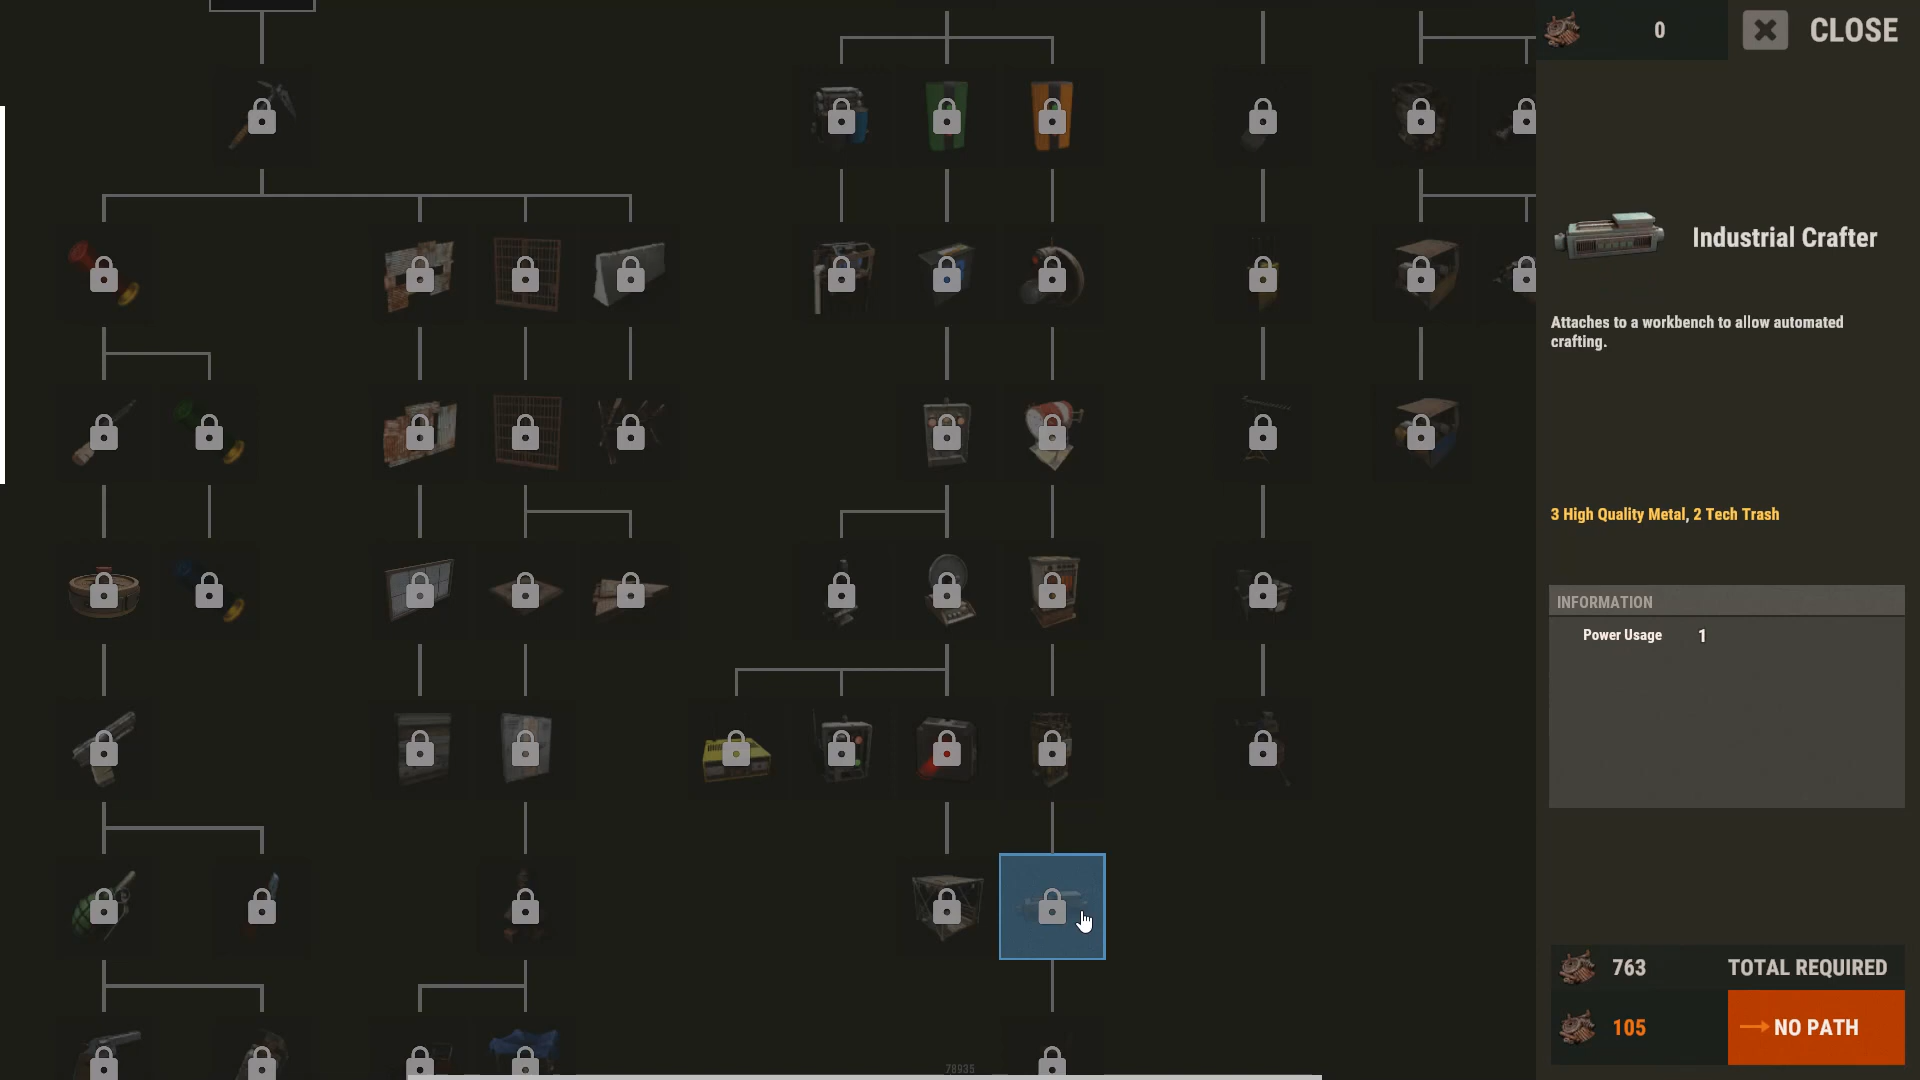 0
CLOSE
Industrial Crafter
Attaches to a workbench to allow automated
crafting.
3 High Quality Metal, 2 Tech Trash
INFORMATION
Power Usage 1
763 TOTAL REQUIRED
105 NO PATH
78935